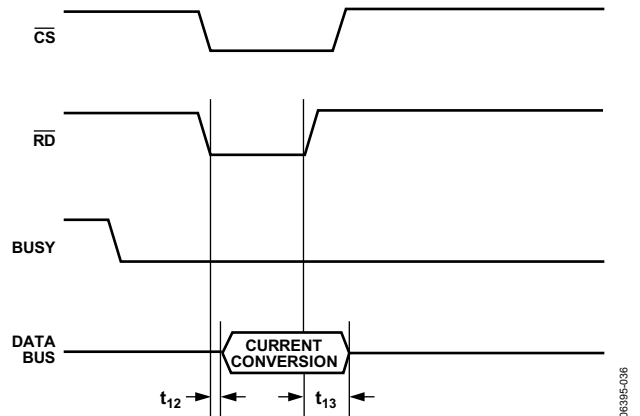 CS
RD
BUSY
DATA
BUS
CURRENT
CONVERSION
t12
t13
06395-036